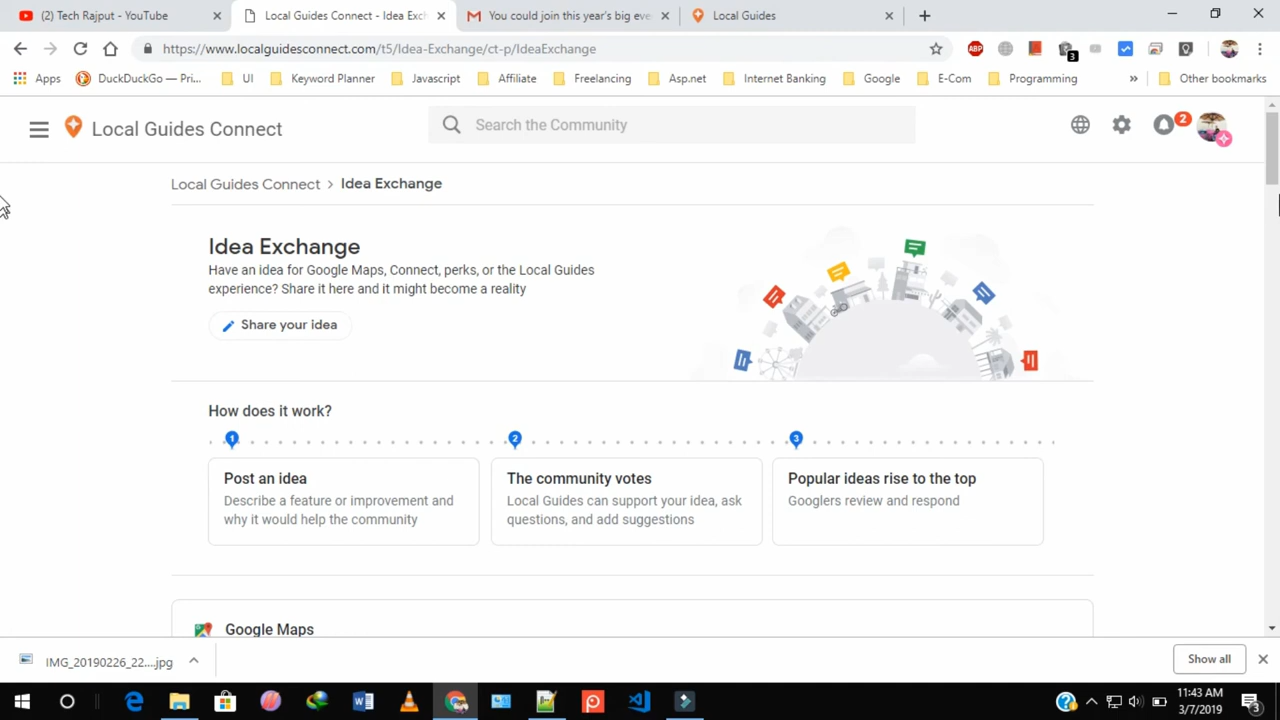 (2) Tech Rajput - YouTube
Local Guides Connect - Idea Exch
You could join this year's big eve
Local Guides
https://www.localguidesconnect.com/t5/Idea-Exchange/ct-p/IdeaExchange
3
Apps
DuckDuckGo — Pri...
UI
Keyword Planner
Javascript
Affiliate
Freelancing
Asp.net
Internet Banking
Google
E-Com
Programming
Other bookmarks
Local Guides Connect
Search the Community
2
Local Guides Connect > Idea Exchange
Idea Exchange
Have an idea for Google Maps, Connect, perks, or the Local Guides
experience? Share it here and it might become a reality
Share your idea
How does it work?
1
2
3
Post an idea
Describe a feature or improvement and
why it would help the community
The community votes
Local Guides can support your idea, ask
questions, and add suggestions
Popular ideas rise to the top
Googlers review and respond
Google Maps
IMG_20190226_22....jpg
Show all
11:43 AM
3/7/2019
3